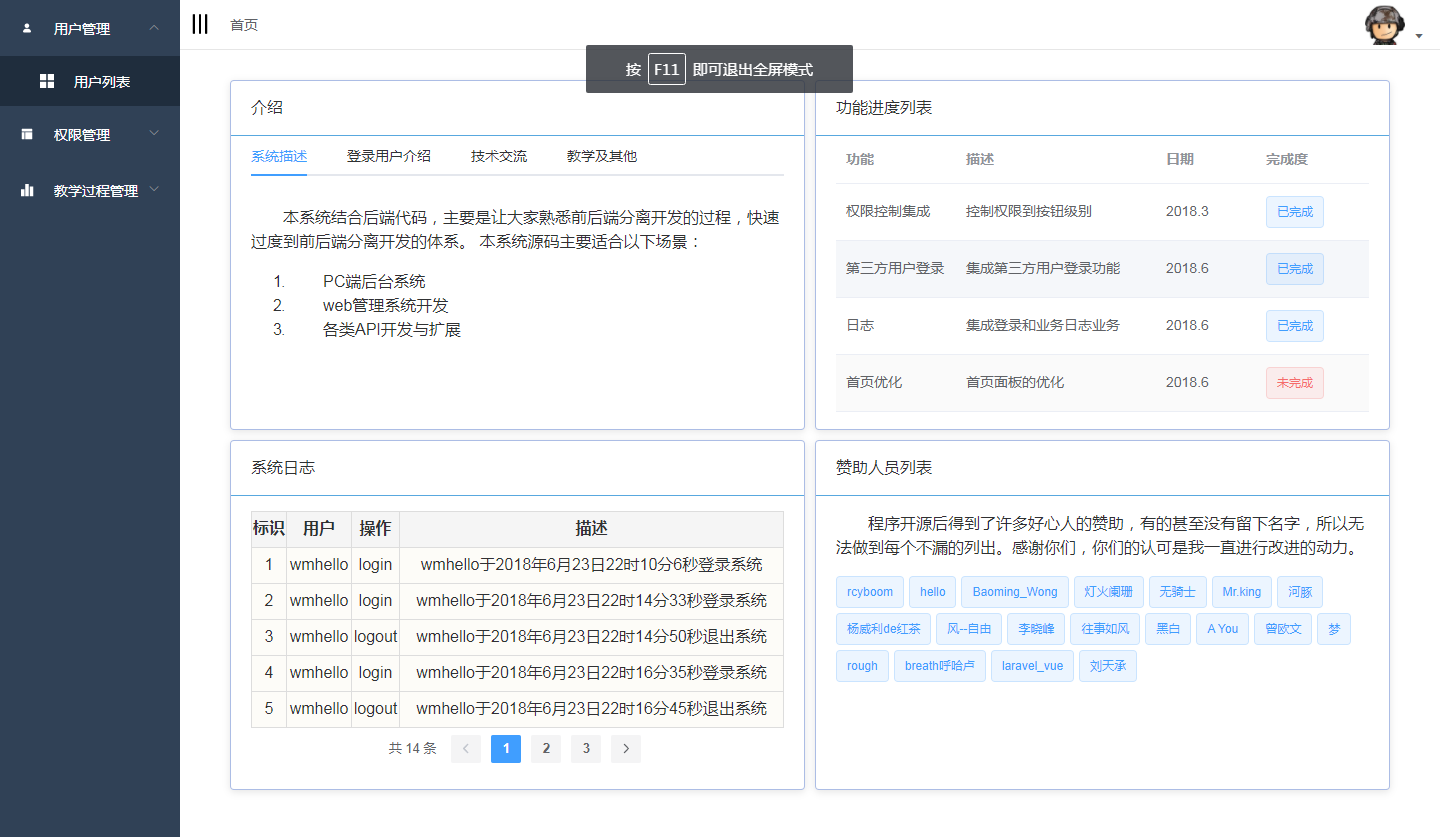 用户管理
用户列表
权限管理
教学过程管理
首页
按 F11 即可退出全屏模式
介绍
系统描述 登录用户介绍 技术交流 教学及其他
本系统结合后端代码，主要是让大家熟悉前后端分离开发的过程，快速
过度到前后端分离开发的体系。 本系统源码主要适合以下场景：
1. PC端后台系统
2. web管理系统开发
3. 各类API开发与扩展
功能进度列表
功能 描述 日期 完成度
权限控制集成 控制权限到按钮级别 2018.3 已完成
第三方用户登录 集成第三方用户登录功能 2018.6 已完成
日志 集成登录和业务日志业务 2018.6 已完成
首页优化 首页面板的优化 2018.6 未完成
系统日志
标识 用户 操作 描述
1 wmhello login wmhello于2018年6月23日22时10分6秒登录系统
2 wmhello login wmhello于2018年6月23日22时14分33秒登录系统
3 wmhello logout wmhello于2018年6月23日22时14分50秒退出系统
4 wmhello login wmhello于2018年6月23日22时16分35秒登录系统
5 wmhello logout wmhello于2018年6月23日22时16分45秒退出系统
共 14 条 1 2 3
赞助人员列表
程序开源后得到了许多好心人的赞助，有的甚至没有留下名字，所以无
法做到每个不漏的列出。感谢你们，你们的认可是我一直进行改进的动力。
rcyboom hello Baoming_Wong 灯火阑珊 无骑士 Mr.king 河豚
杨威利de红茶 风--自由 李晓峰 往事如风 黑白 A You 曾欧文 梦
rough breath呼哈卢 laravel_vue 刘天承